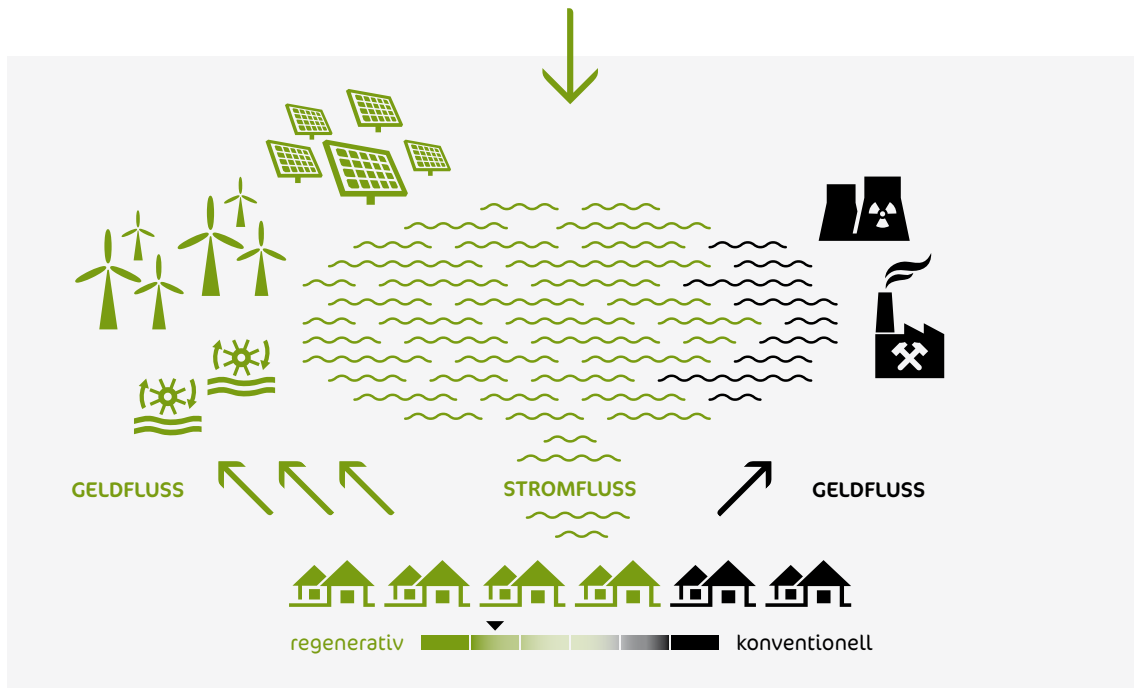 GELDFLUSS
STROMFLUSS
GELDFLUSS
regenerativ
konventionell